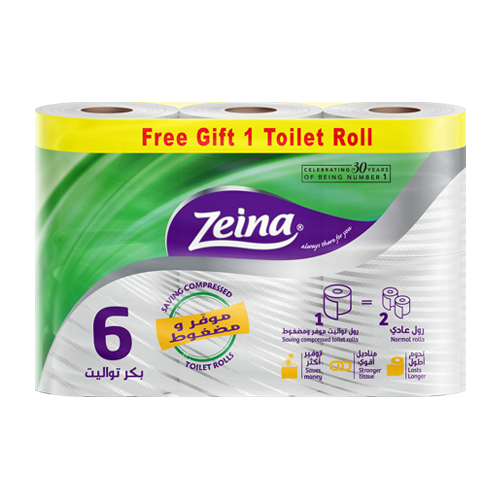 Free Gift 1 Toilet Roll
CELEBRATING 30 YEARS
OF BEING NUMBER 1
Zeina®
always there for you
SAVING COMPRESSED
موفر و
مضغوط
TOILET ROLLS
6
بكر تواليت
1 = 2
رول تواليت موفر ومضغوط
Saving compressed toilet rolls
رول عادي
Normal rolls
توفير
أكثر
Saves
money
مناديل
أقوي
Stronger
tissue
تدوم
أطول
Lasts
Longer